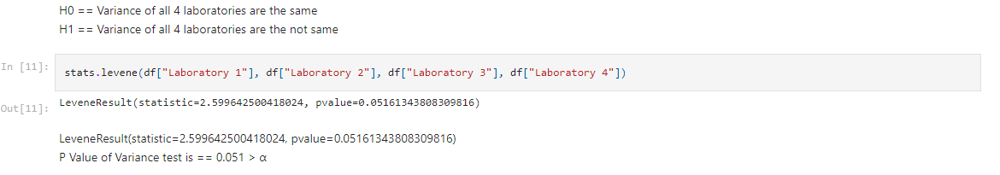 H0 == Variance of all 4 laboratories are the same
H1 == Variance of all 4 laboratories are the not same
In [11]: stats.levene(df["Laboratory 1"], df["Laboratory 2"], df["Laboratory 3"], df["Laboratory 4"])
Out[11]: LeveneResult(statistic=2.599642500418024, pvalue=0.05161343808309816)
LeveneResult(statistic=2.599642500418024, pvalue=0.05161343808309816)
P Value of Variance test is == 0.051 > α